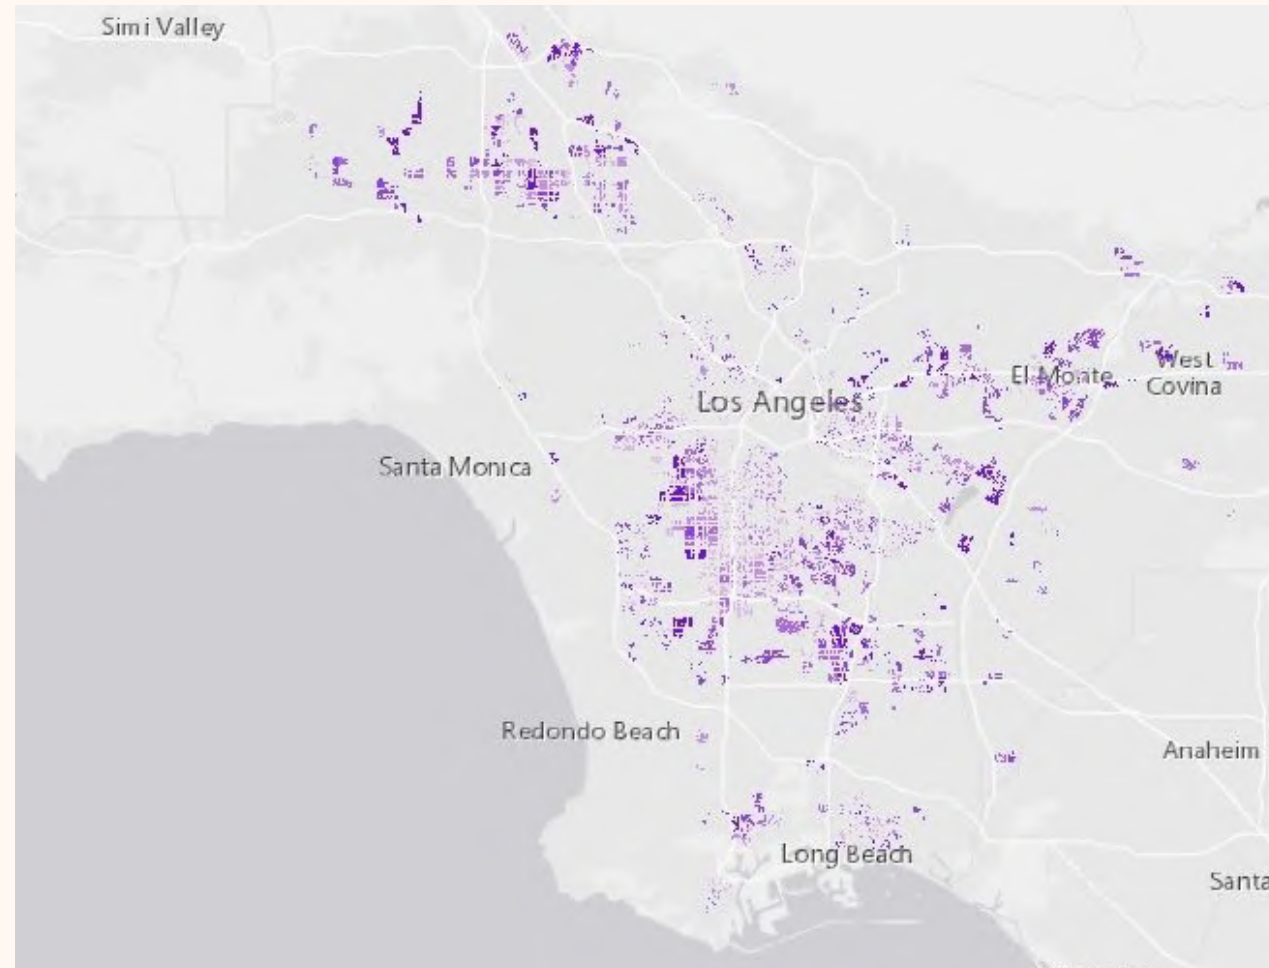 Simi Valley
El Monte
West
Covina
Los Angeles
Santa Monica
Redondo Beach
Anaheim
Long Beach
Santa